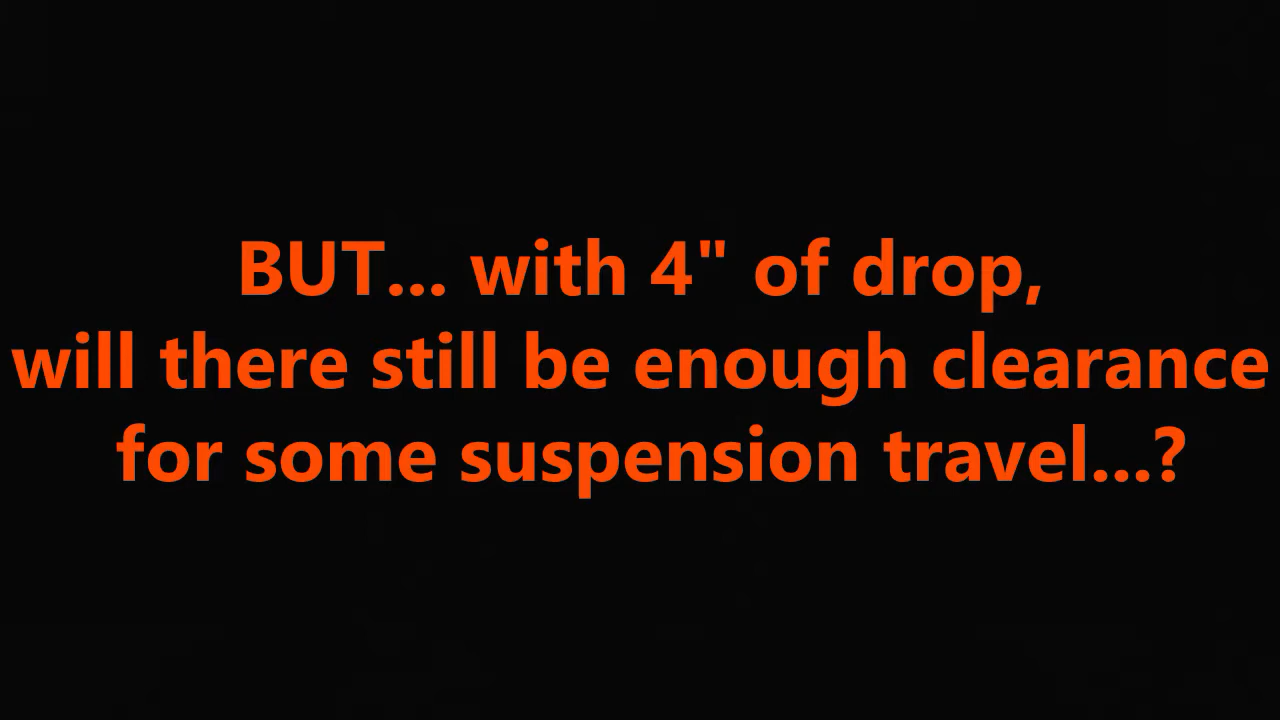 BUT... with 4" of drop,
will there still be enough clearance
for some suspension travel...?